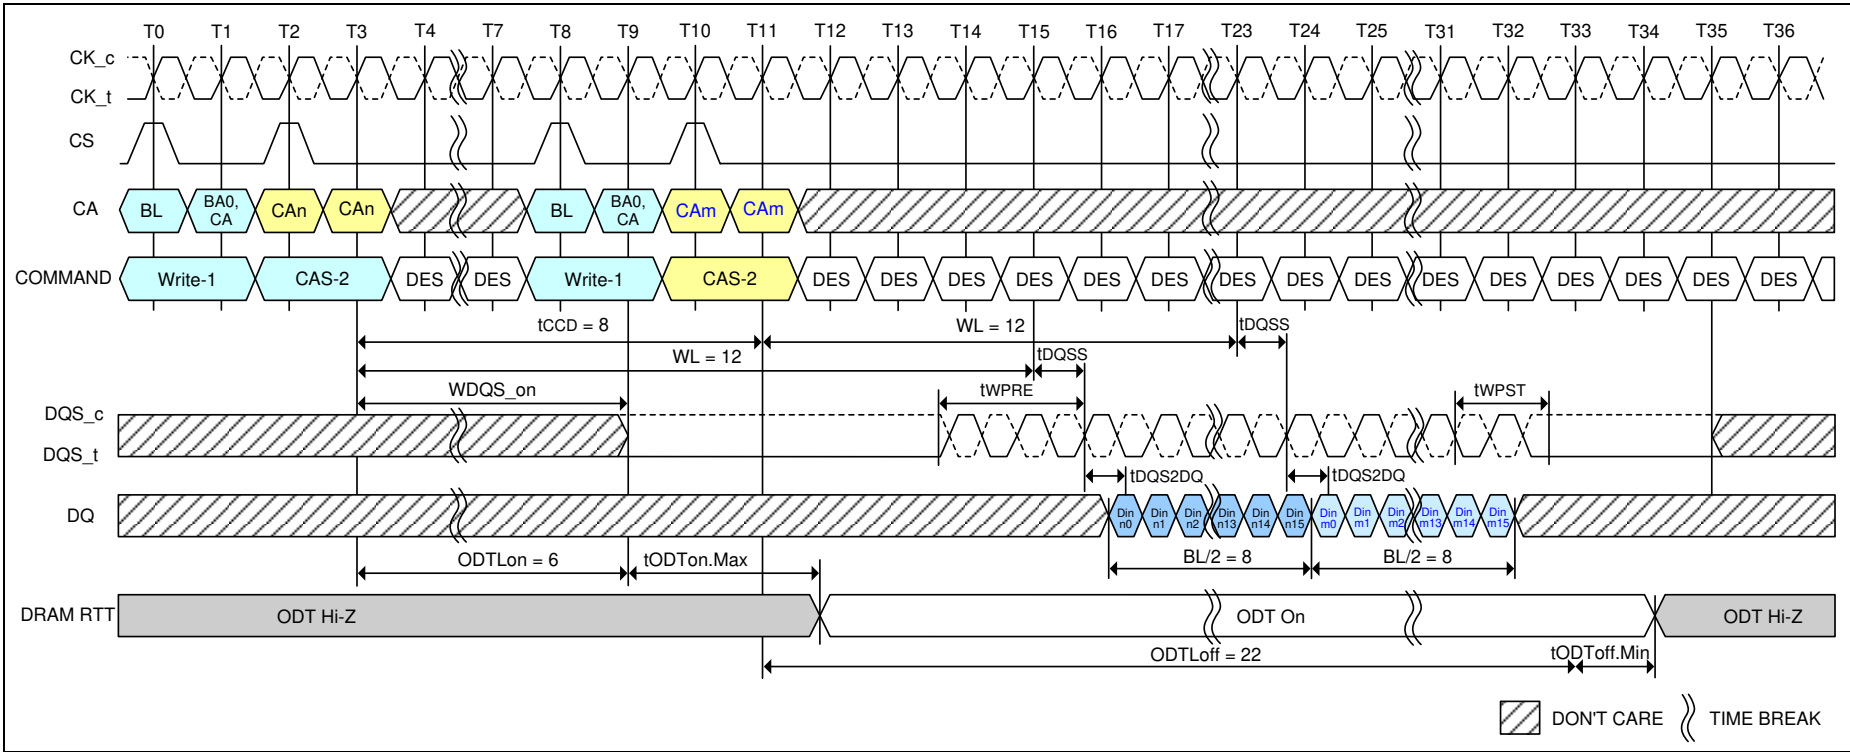 T0 T1 T2 T3 T4 T7 T8 T9 T10 T11 T12 T13 T14 T15 T16 T17 T23 T24 T25 T31 T32 T33 T34 T35 T36
CK_c
CK_t
CS
CA BL BA0, CA CAn CAn BL BA0, CA CAm CAm
COMMAND Write-1 CAS-2 DES DES Write-1 CAS-2 DES DES DES DES DES DES DES DES DES DES DES DES DES DES DES
tCCD = 8 WL = 12 tDQSS
WL = 12 tDQSS
WDQS_on tWPRE tWPST
DQS_c
DQS_t
tDQS2DQ tDQS2DQ
DQ Din n0 Din n1 Din n2 Din n13 Din n14 Din n15 Din m0 Din m1 Din m2 Din m13 Din m14 Din m15
ODTLon = 6 tODTon.Max BL/2 = 8 BL/2 = 8
DRAM RTT ODT Hi-Z ODT On ODT Hi-Z
ODTLoff = 22 tODToff.Min
DON'T CARE TIME BREAK